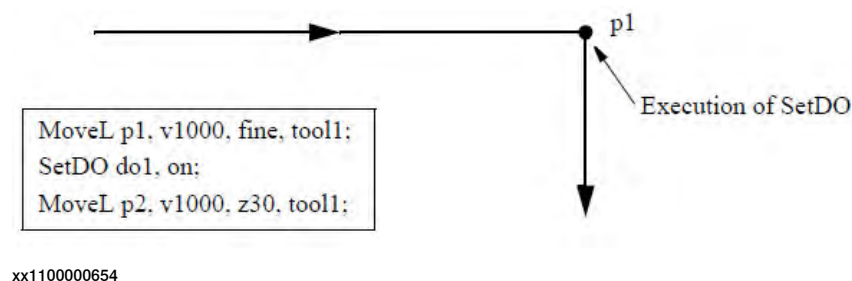 p1
Execution of SetDO
MoveL p1, v1000, fine, tool1;
SetDO do1, on;
MoveL p2, v1000, z30, tool1;
xx1100000654